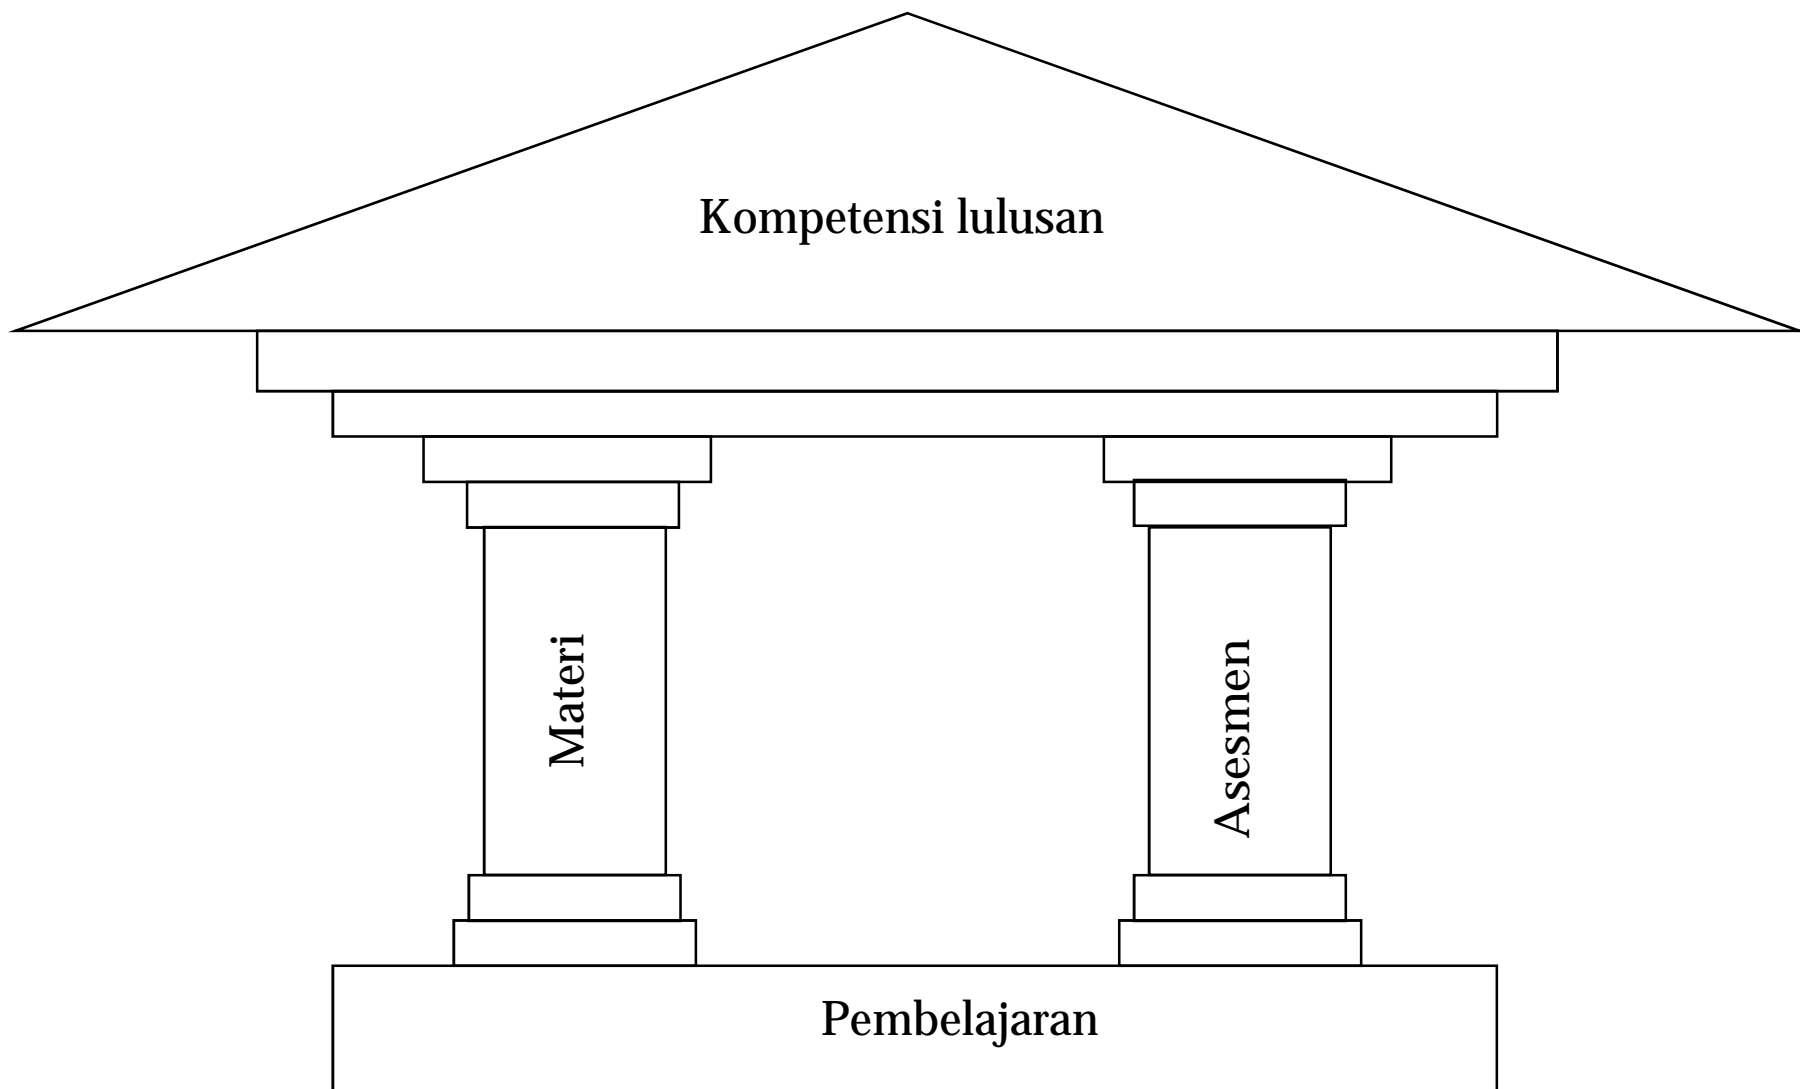 Kompetensi lulusan
Materi
Asesmen
Pembelajaran